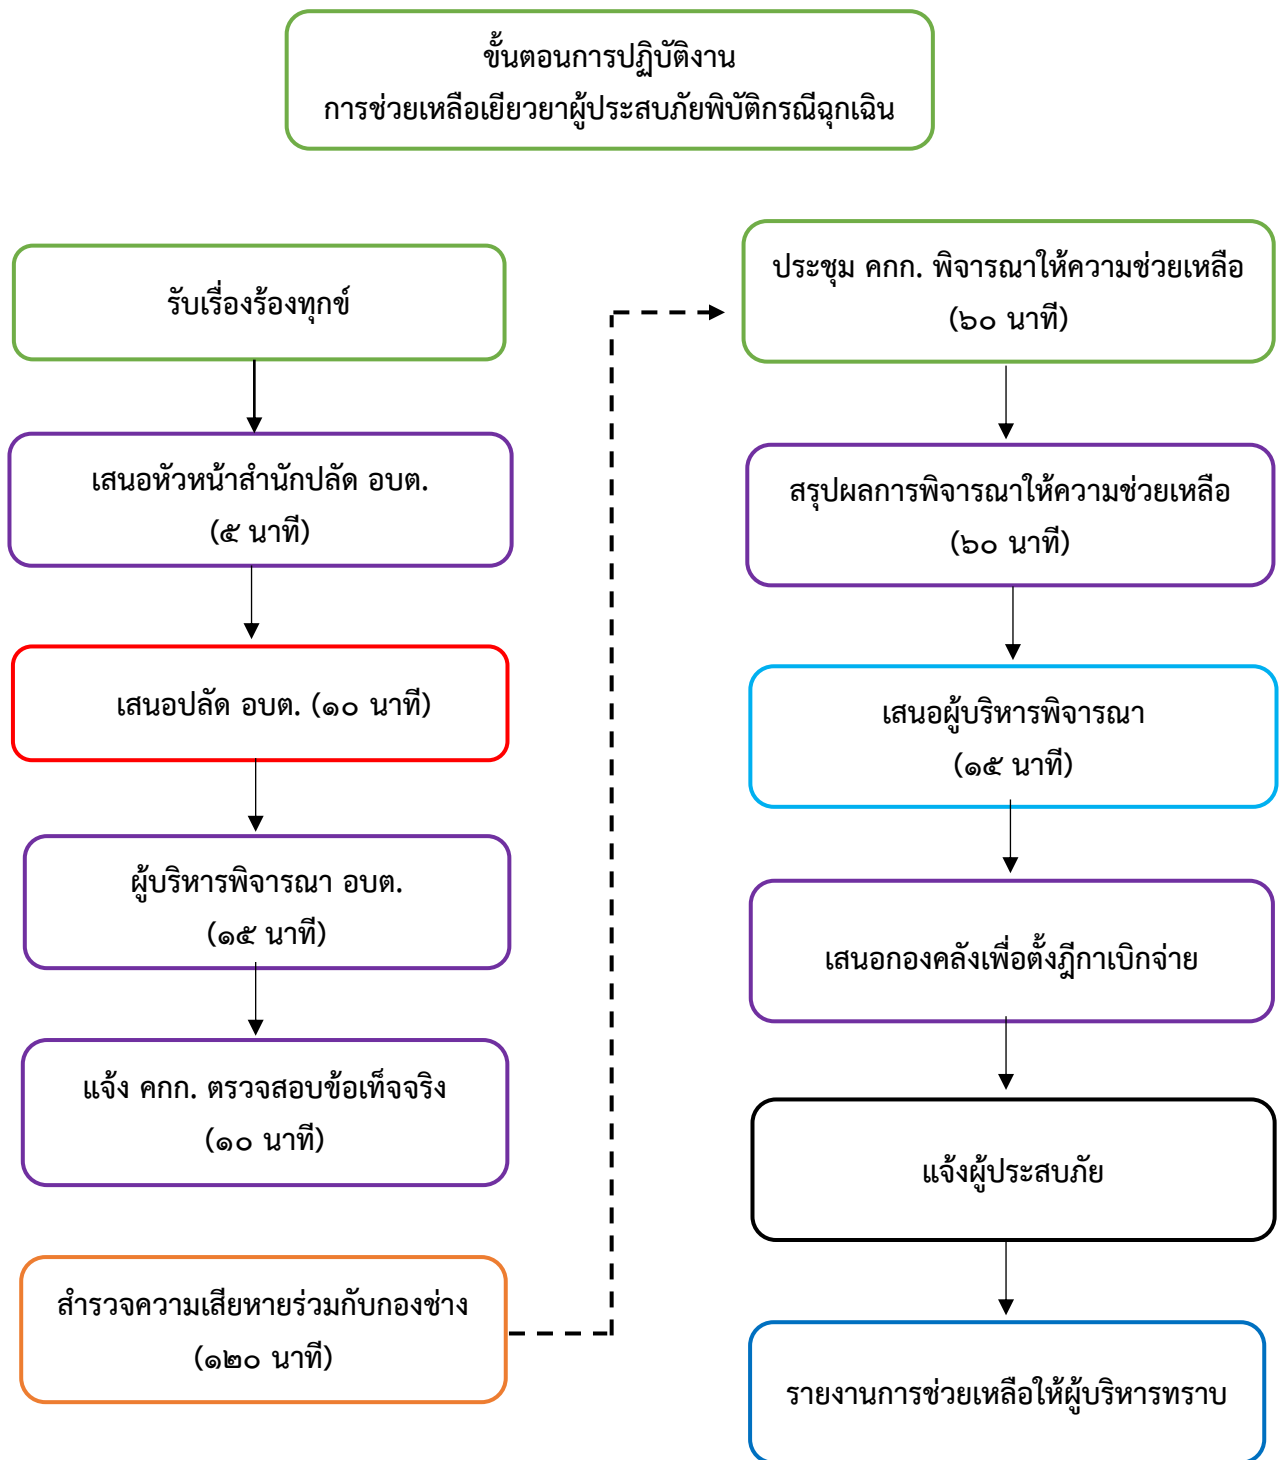 ขั้นตอนการปฏิบัติงาน
การช่วยเหลือเยียวยาผู้ประสบภัยพิบัติกรณีฉุกเฉิน
รับเรื่องร้องทุกข์
เสนอหัวหน้าสำนักปลัด อบต.
(๕ นาที)
เสนอปลัด อบต. (๑๐ นาที)
ผู้บริหารพิจารณา อบต.
(๑๕ นาที)
แจ้ง คกก. ตรวจสอบข้อเท็จจริง
(๑๐ นาที)
สำรวจความเสียหายร่วมกับกองช่าง
(๑๒๐ นาที)
ประชุม คกก. พิจารณาให้ความช่วยเหลือ
(๖๐ นาที)
สรุปผลการพิจารณาให้ความช่วยเหลือ
(๖๐ นาที)
เสนอผู้บริหารพิจารณา
(๑๕ นาที)
เสนอกองคลังเพื่อตั้งฎีกาเบิกจ่าย
แจ้งผู้ประสบภัย
รายงานการช่วยเหลือให้ผู้บริหารทราบ